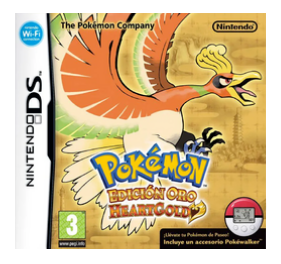 Nintendo
Wi-Fi
The Pokémon Company
Nintendo
NINTENDO DS
POKéMON
EDICIÓN ORO
HEARTGOLD
3
www.pegi.info
¡Llévate tu Pokémon de Paseo!
Incluye un accesorio Pokéwalker